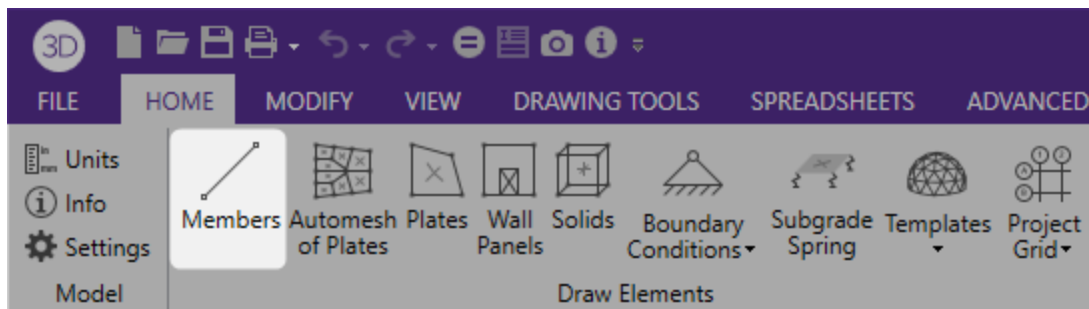 3D
FILE HOME MODIFY VIEW DRAWING TOOLS SPREADSHEETS ADVANCED
Units
Info
Settings
Model
Members
Automesh
of Plates
Plates
Wall
Panels
Solids
Boundary
Conditions
Subgrade
Spring
Templates
Project
Grid
Draw Elements